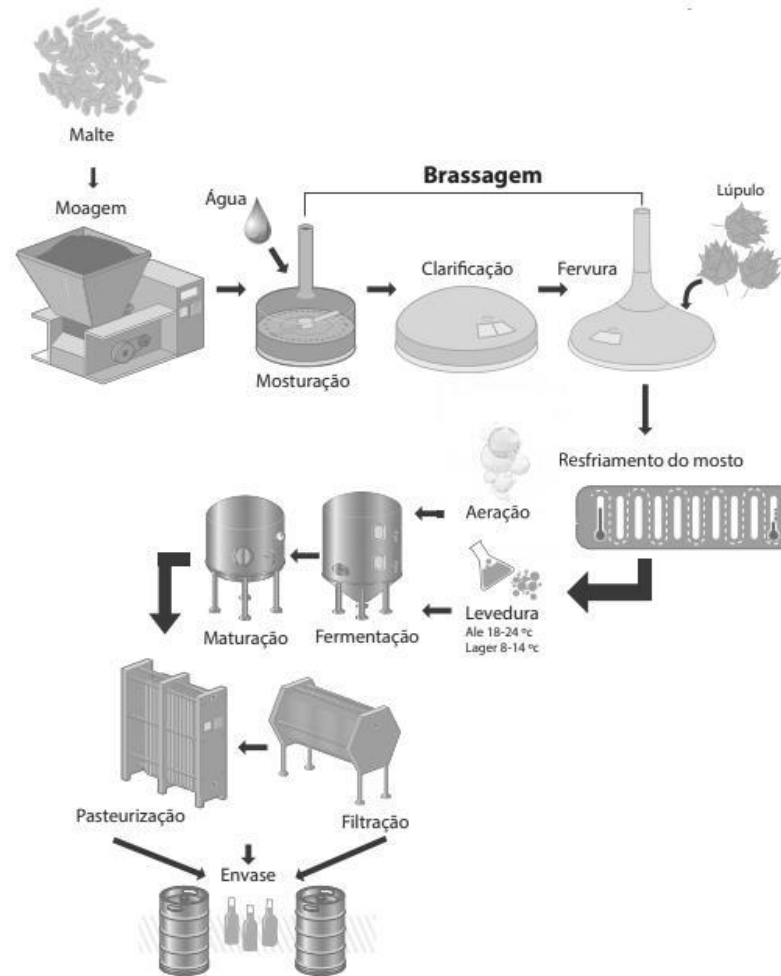 Malte
Moagem
Água
Brassagem
Mosturação
Clarificação
Fervura
Lúpulo
Resfriamento do mosto
Aeração
Levedura
Ale 18-24 ºc
Lager 8-14 ºc
Fermentação
Maturação
Filtração
Pasteurização
Envase